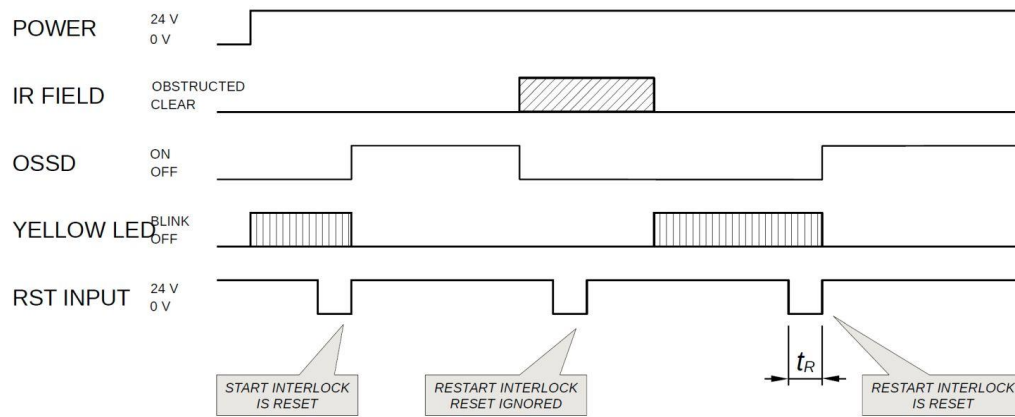 POWER
24 V
0 V
IR FIELD
OBSTRUCTED
CLEAR
OSSD
ON
OFF
YELLOW LED
BLINK
OFF
RST INPUT
24 V
0 V
tR
START INTERLOCK
IS RESET
RESTART INTERLOCK
RESET IGNORED
RESTART INTERLOCK
IS RESET